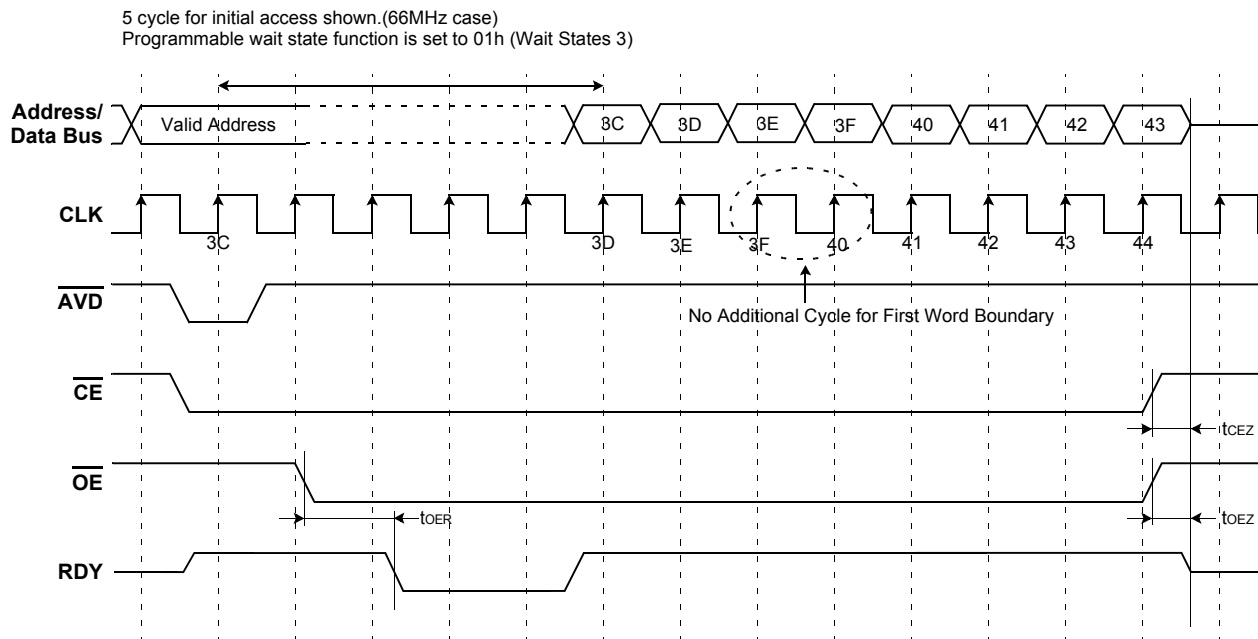 5 cycle for initial access shown.(66MHz case)
Programmable wait state function is set to 01h (Wait States 3)
Address/
Data Bus
Valid Address
3C 3D 3E 3F 40 41 42 43
CLK
3C 3D 3E 3F 40 41 42 43 44
AVD
No Additional Cycle for First Word Boundary
CE
tCEZ
OE
tOER
tOEZ
RDY